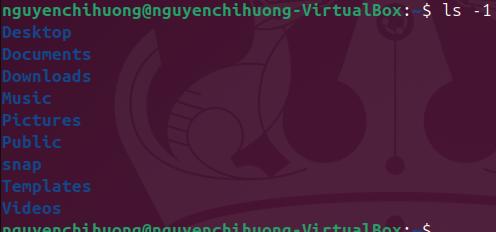 nguyenchihuong@nguyenchihuong-VirtualBox:~$ ls -1
Desktop
Documents
Downloads
Music
Pictures
Public
snap
Templates
Videos
nguyenchihuong@nguyenchihuong-VirtualBox:~$